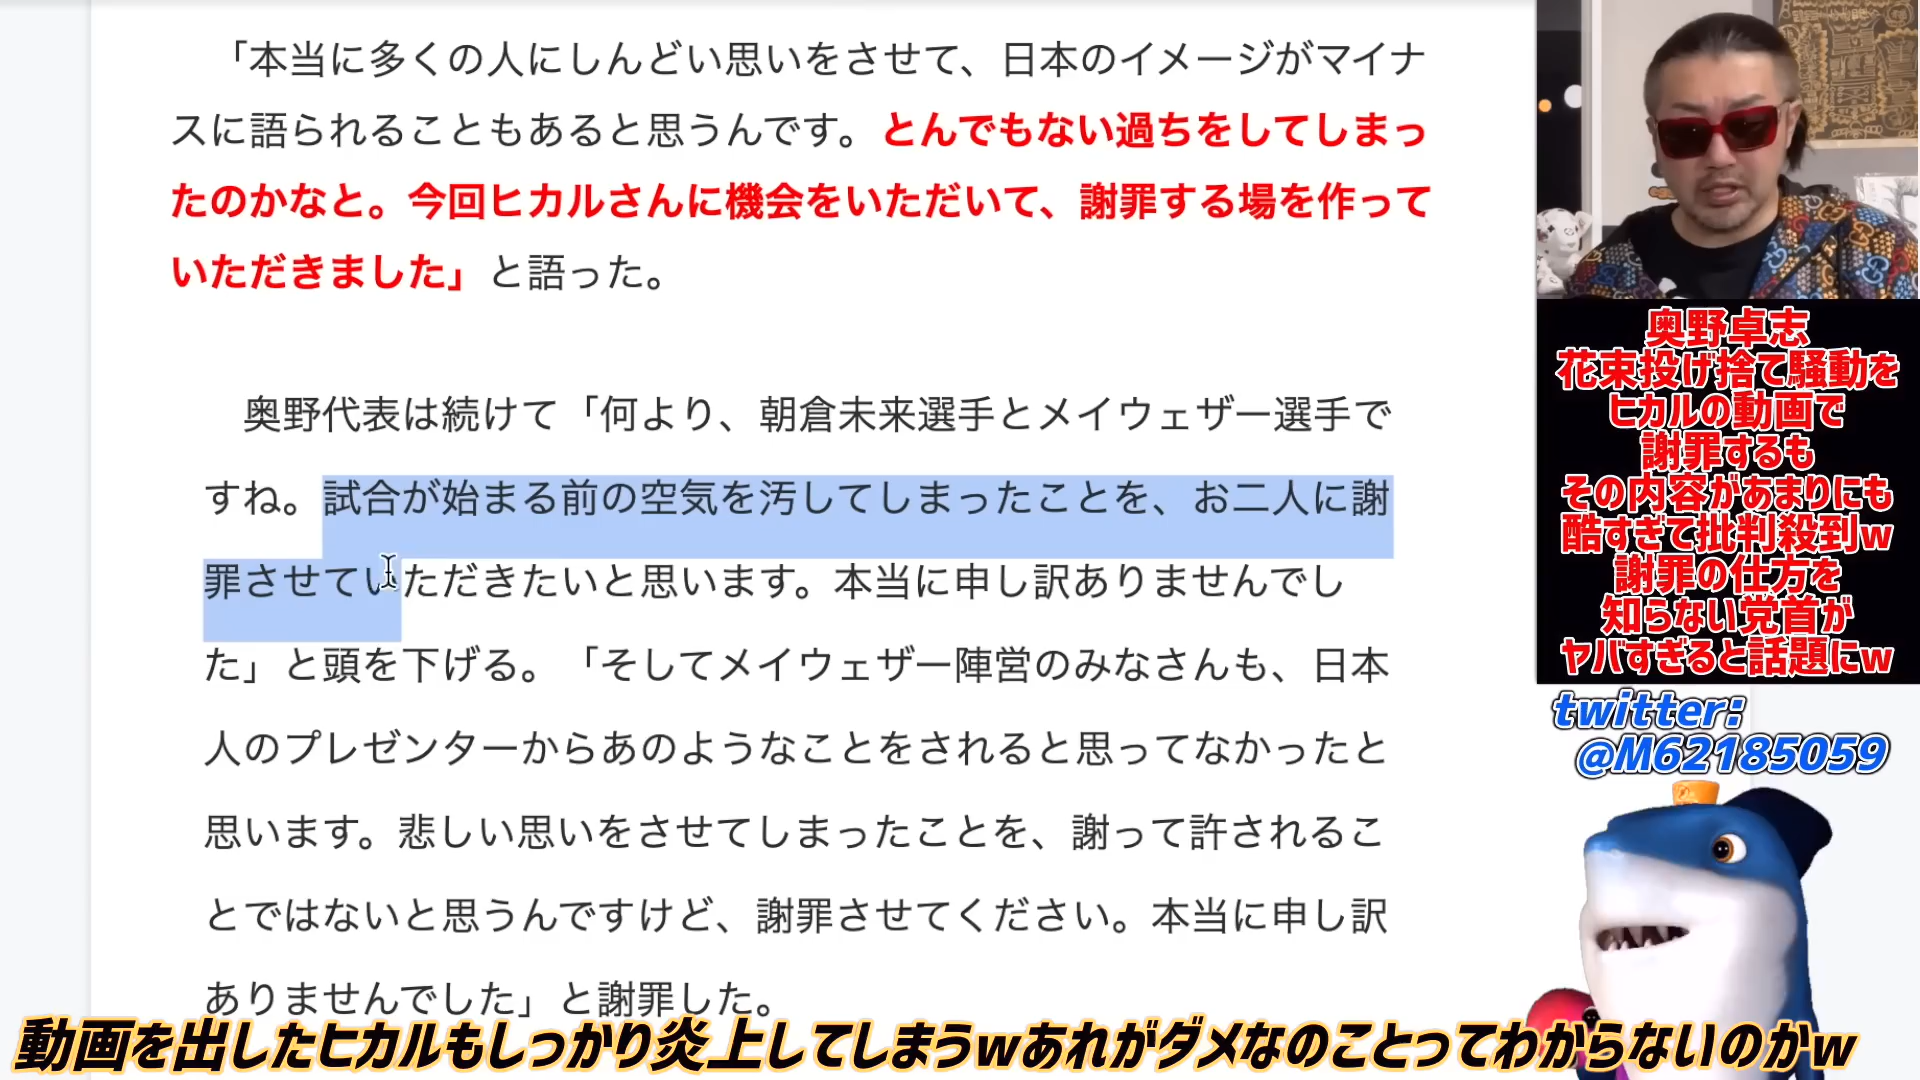 「本当に多くの人にしんどい思いをさせて、日本のイメージがマイナ
スに語られることもあると思うんです。とんでもない過ちをしてしまっ
たのかなと。今回ヒカルさんに機会をいただいて、謝罪する場を作って
いただきました」と語った。
奥野代表は続けて「何より、朝倉未来選手とメイウェザー選手で
すね。試合が始まる前の空気を汚してしまったことを、お二人に謝
罪させていただきたいと思います。本当に申し訳ありませんでし
た」と頭を下げる。「そしてメイウェザー陣営のみなさんも、日本
人のプレゼンターからあのようなことをされると思ってなかったと
思います。悲しい思いをさせてしまったことを、謝って許されるこ
とではないと思うんですけど、謝罪させてください。本当に申し訳
ありませんでした」と謝罪した。
奥野卓志
花束投げ捨て騒動を
ヒカルの動画で
謝罪するも
その内容があまりにも
酷すぎて批判殺到w
謝罪の仕方を
知らない党首が
ヤバすぎると話題にw
twitter:
@M62185059
動画を出したヒカルもしっかり炎上してしまうwあれがダメなのことってわからないのかw